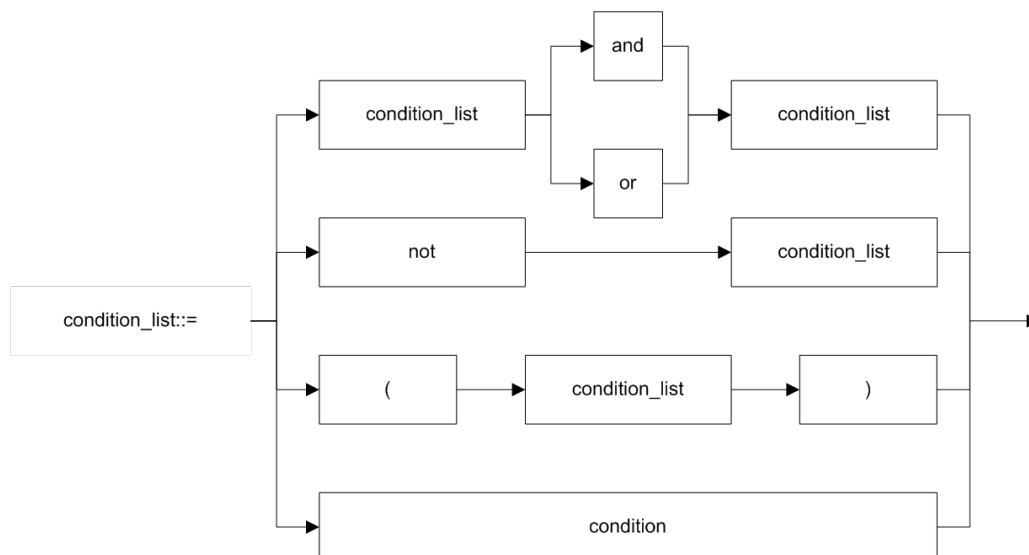 and
condition_list
condition_list
or
not
condition_list
condition_list::=
(
condition_list
)
condition